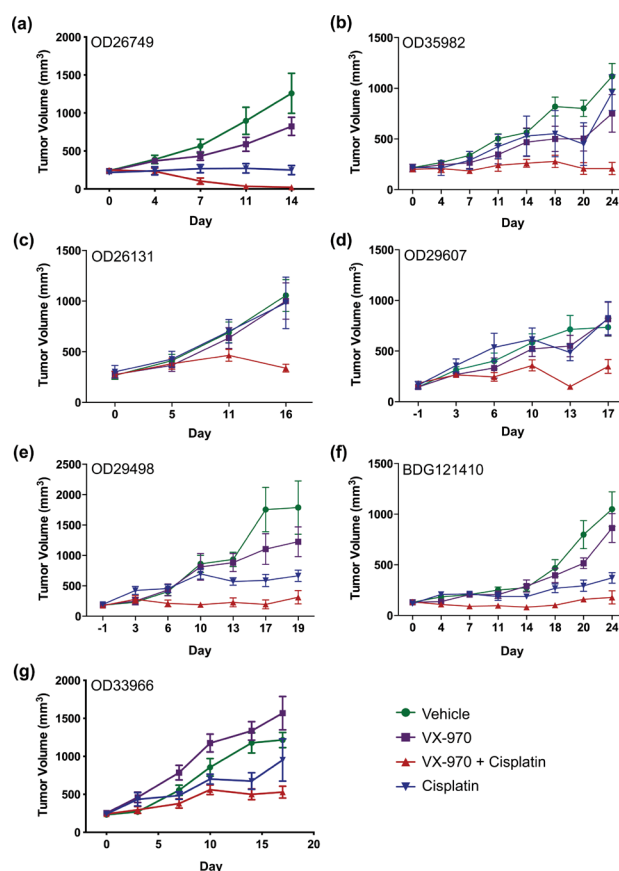 (a)
OD26749
Tumor Volume (mm3)
2000
1500
1000
500
0
0 4 7 11 14
Day
(b)
OD35982
Tumor Volume (mm3)
1500
1000
500
0
0 4 7 11 14 18 20 24
Day
(c)
OD26131
Tumor Volume (mm3)
1500
1000
500
0
0 5 11 16
Day
(d)
OD29607
Tumor Volume (mm3)
1500
1000
500
0
-1 3 6 10 13 17
Day
(e)
OD29498
Tumor Volume (mm3)
2500
2000
1500
1000
500
0
-1 3 6 10 13 17 19
Day
(f)
BDG121410
Tumor Volume (mm3)
1500
1000
500
0
0 4 7 11 14 18 20 24
Day
(g)
OD33966
Tumor Volume (mm3)
2000
1500
1000
500
0
0 5 10 15 20
Day
Vehicle
VX-970
VX-970 + Cisplatin
Cisplatin